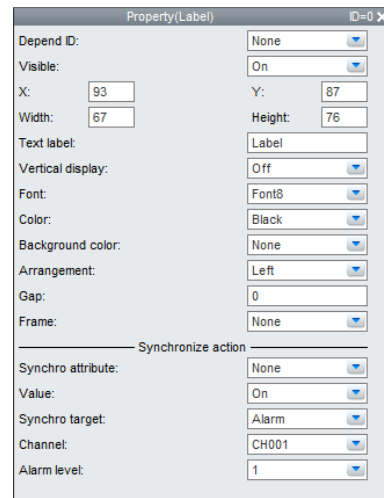 Property(Label) ID=0
Depend ID: None
Visible: On
X: 93 Y: 87
Width: 67 Height: 76
Text label: Label
Vertical display: Off
Font: Font8
Color: Black
Background color: None
Arrangement: Left
Gap: 0
Frame: None
Synchronize action
Synchro attribute: None
Value: On
Synchro target: Alarm
Channel: CH001
Alarm level: 1